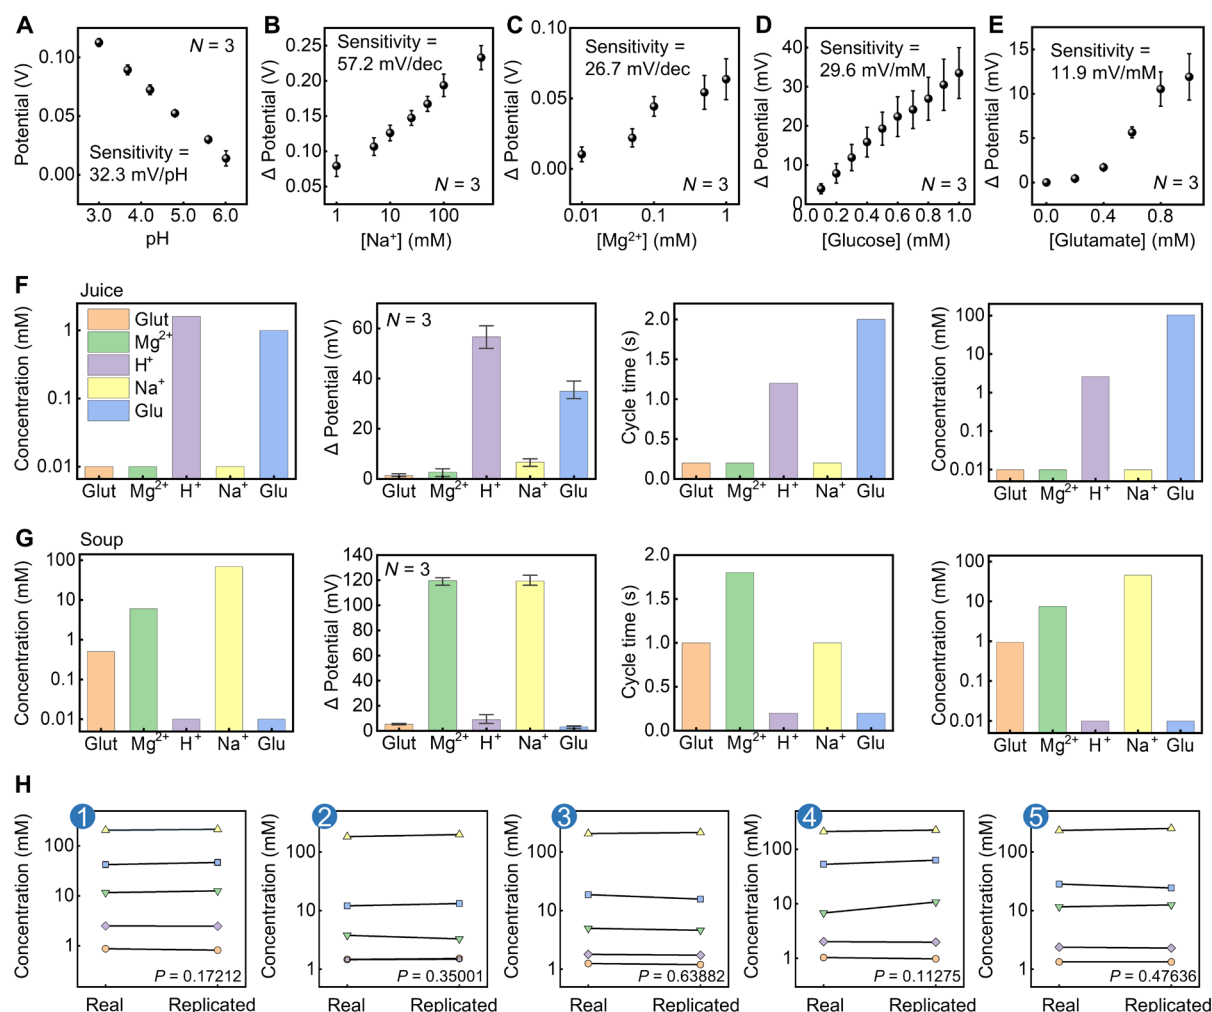 A
Potential (V)
0.10
0.05
0.00
N = 3
Sensitivity =
32.3 mV/pH
3.0 4.0 5.0 6.0
pH
B
Δ Potential (V)
0.25
0.20
0.15
0.10
0.05
Sensitivity =
57.2 mV/dec
N = 3
1 10 100
[Na⁺] (mM)
C
Δ Potential (V)
0.10
0.05
0.00
Sensitivity =
26.7 mV/dec
N = 3
0.01 0.1 1
[Mg²⁺] (mM)
D
Δ Potential (mV)
40
30
20
10
0
Sensitivity =
29.6 mV/mM
N = 3
0.0 0.2 0.4 0.6 0.8 1.0
[Glucose] (mM)
E
Δ Potential (mV)
15
10
5
0
Sensitivity =
11.9 mV/mM
N = 3
0.0 0.4 0.8
[Glutamate] (mM)
F
Juice
Concentration (mM)
1
0.1
0.01
Glut
Mg²⁺
H⁺
Na⁺
Glu
Glut Mg²⁺ H⁺ Na⁺ Glu
Δ Potential (mV)
60
40
20
0
N = 3
Glut Mg²⁺ H⁺ Na⁺ Glu
Cycle time (s)
2.0
1.6
1.2
0.8
0.4
0.0
Glut Mg²⁺ H⁺ Na⁺ Glu
Concentration (mM)
100
10
1
0.1
0.01
Glut Mg²⁺ H⁺ Na⁺ Glu
G
Soup
Concentration (mM)
100
10
1
0.1
0.01
Glut Mg²⁺ H⁺ Na⁺ Glu
Δ Potential (mV)
140
120
100
80
60
40
20
0
N = 3
Glut Mg²⁺ H⁺ Na⁺ Glu
Cycle time (s)
2.0
1.5
1.0
0.5
0.0
Glut Mg²⁺ H⁺ Na⁺ Glu
Concentration (mM)
100
10
1
0.1
0.01
Glut Mg²⁺ H⁺ Na⁺ Glu
H
1
Concentration (mM)
100
10
1
P = 0.17212
Real Replicated
2
Concentration (mM)
100
10
1
P = 0.35001
Real Replicated
3
Concentration (mM)
100
10
1
P = 0.63882
Real Replicated
4
Concentration (mM)
100
10
1
P = 0.11275
Real Replicated
5
Concentration (mM)
100
10
1
P = 0.47636
Real Replicated